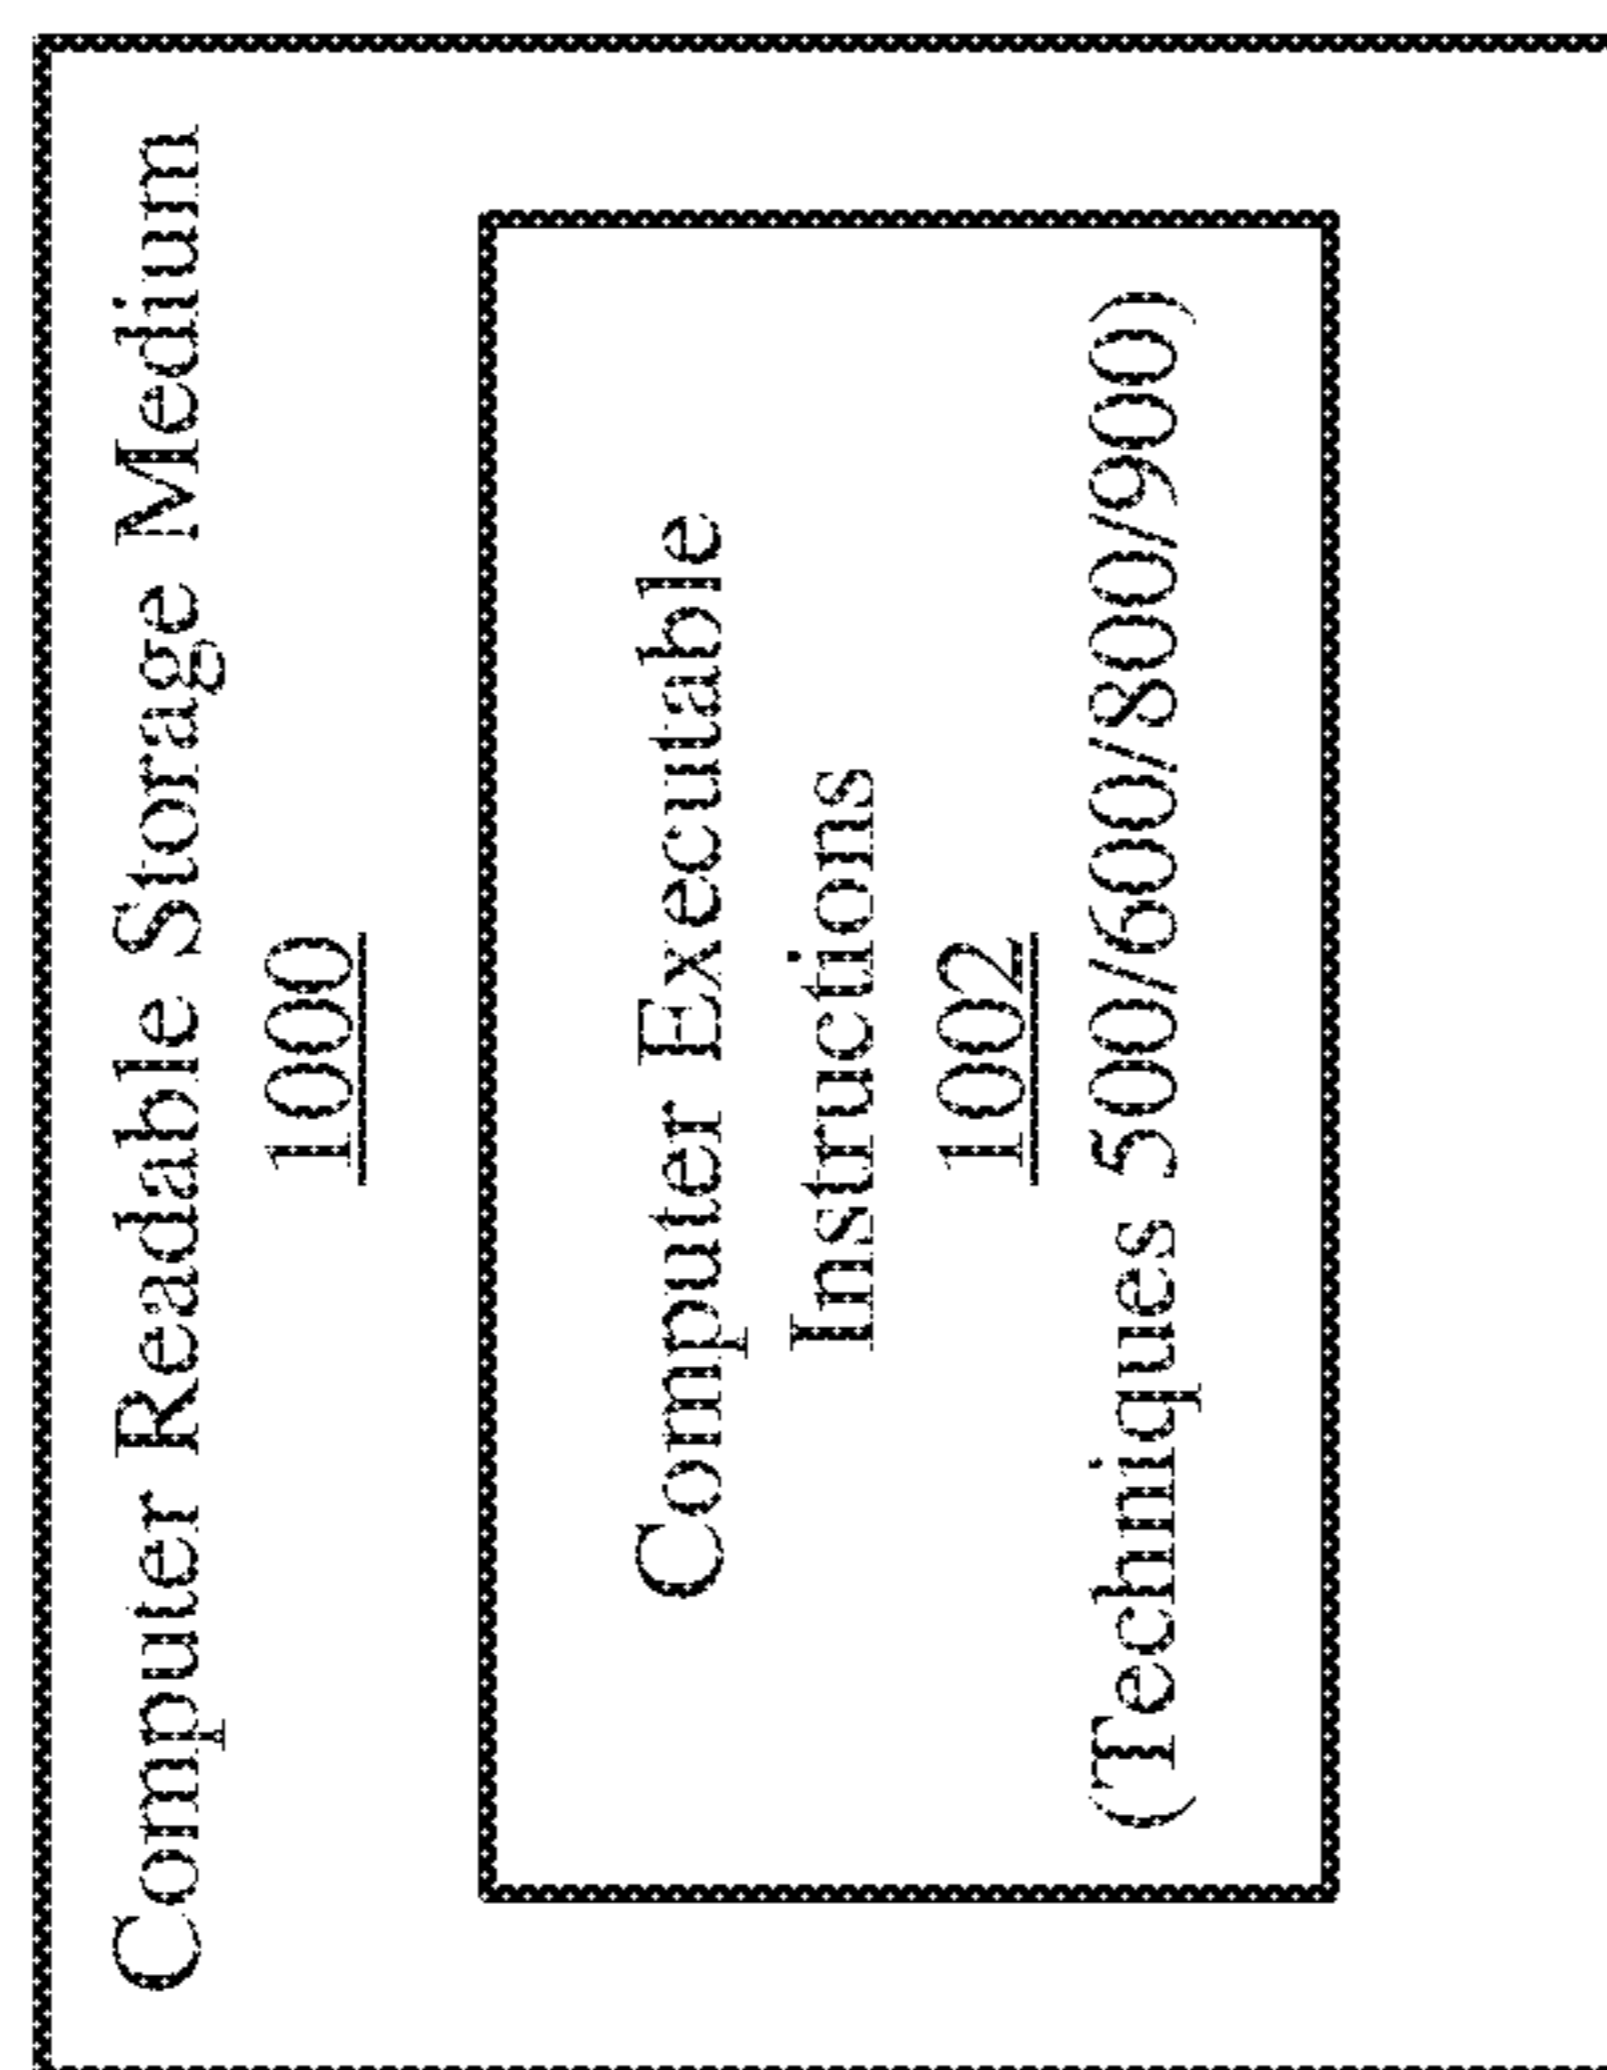 Computer Readable Storage Medium
1000
Computer Executable
Instructions
1002
(Techniques 500/600/800/900)